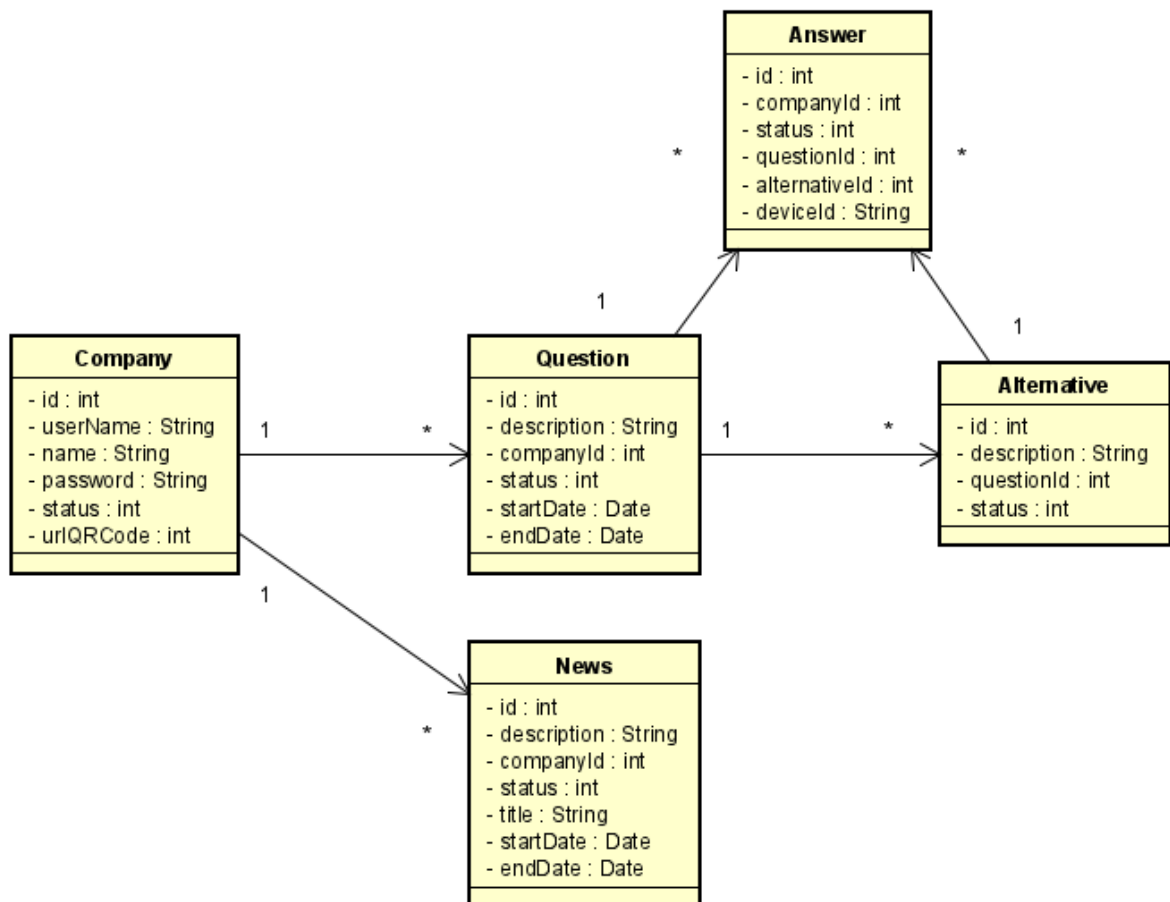 Answer
- id : int
- companyId : int
- status : int
- questionId : int
- alternativeId : int
- deviceId : String
*
*
1
1
Company
- id : int
- userName : String
- name : String
- password : String
- status : int
- urlQRCode : int
1
*
Question
- id : int
- description : String
- companyId : int
- status : int
- startDate : Date
- endDate : Date
1
*
Alternative
- id : int
- description : String
- questionId : int
- status : int
1
*
News
- id : int
- description : String
- companyId : int
- status : int
- title : String
- startDate : Date
- endDate : Date